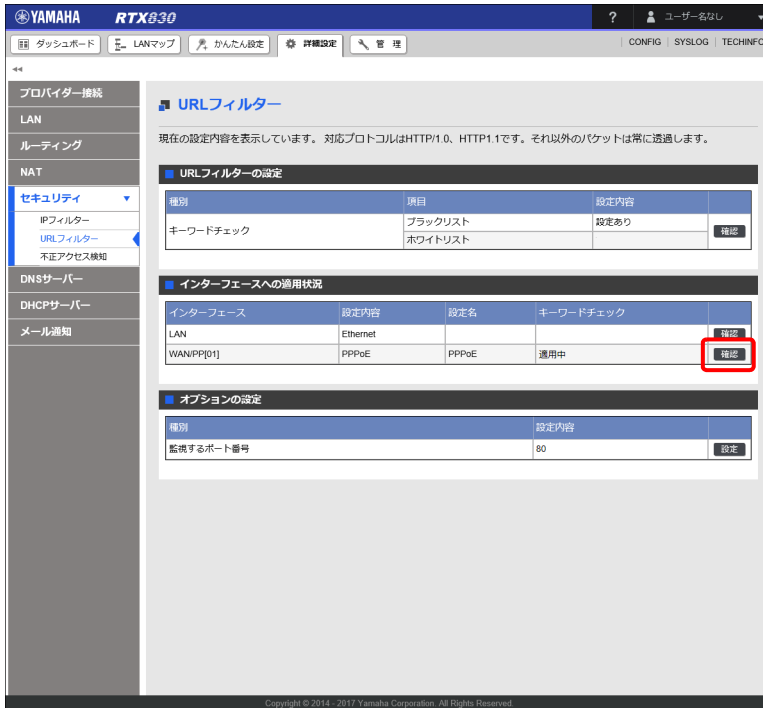 YAMAHA RTX830 ? ユーザー名なし
ダッシュボード LANマップ かんたん設定 詳細設定 管 理 CONFIG SYSLOG TECHINFO
プロバイダー接続
LAN
ルーティング
NAT
セキュリティ
IPフィルター
URLフィルター
不正アクセス検知
DNSサーバー
DHCPサーバー
メール通知
URLフィルター
現在の設定内容を表示しています。 対応プロトコルはHTTP/1.0、HTTP1.1です。それ以外のパケットは常に透過します。
URLフィルターの設定
種別 項目 設定内容
キーワードチェック ブラックリスト 設定あり 確認
ホワイトリスト
インターフェースへの適用状況
インターフェース 設定内容 設定名 キーワードチェック
LAN Ethernet 確認
WAN/PP[01] PPPoE PPPoE 適用中 確認
オプションの設定
種別 設定内容
監視するポート番号 80 設定
Copyright © 2014 - 2017 Yamaha Corporation. All Rights Reserved.